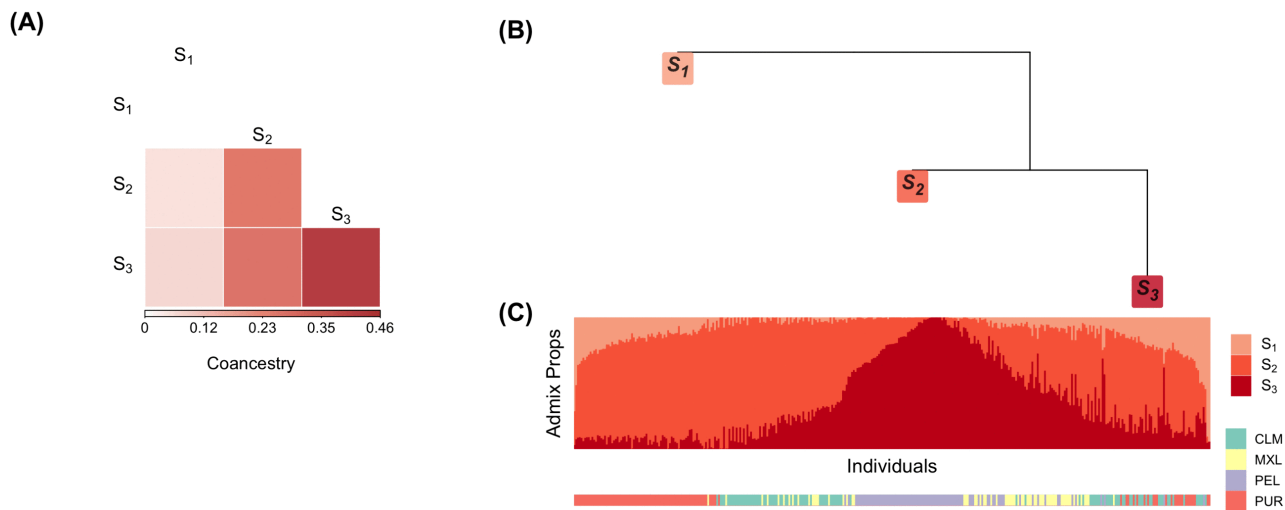 (A)
S1
S1
S2
S2
S3
S3
0 0.12 0.23 0.35 0.46
Coancestry
(B)
S1
S2
S3
(C)
Admix Props
Individuals
S1
S2
S3
CLM
MXL
PEL
PUR